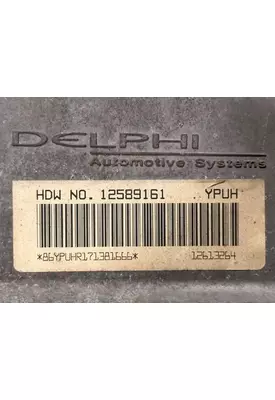 DELPHI
Automotive Systems
HDW NO. 12589161 YPUH
*86YPUHR171381666* 12613264